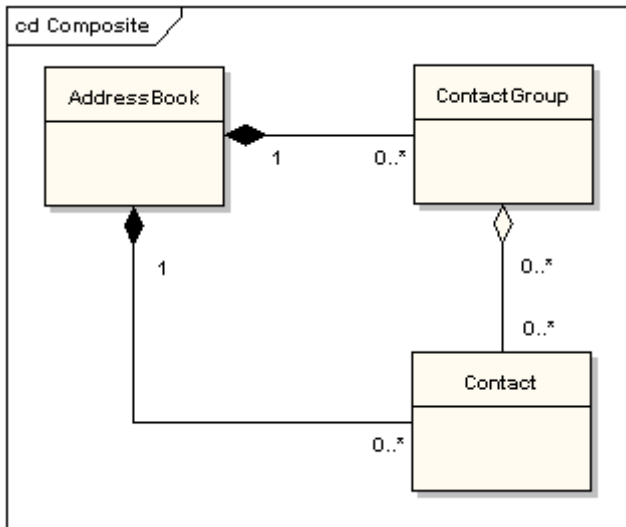 cd Composite
AddressBook
ContactGroup
1
0..*
1
0..*
0..*
Contact
0..*